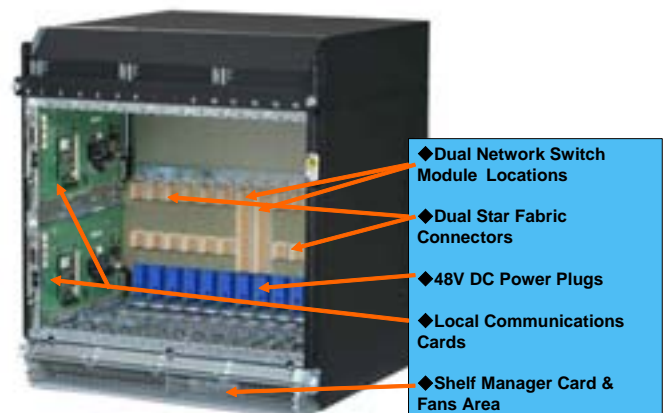 ◆Dual Network Switch
Module Locations
◆Dual Star Fabric
Connectors
◆48V DC Power Plugs
◆Local Communications
Cards
◆Shelf Manager Card &
Fans Area